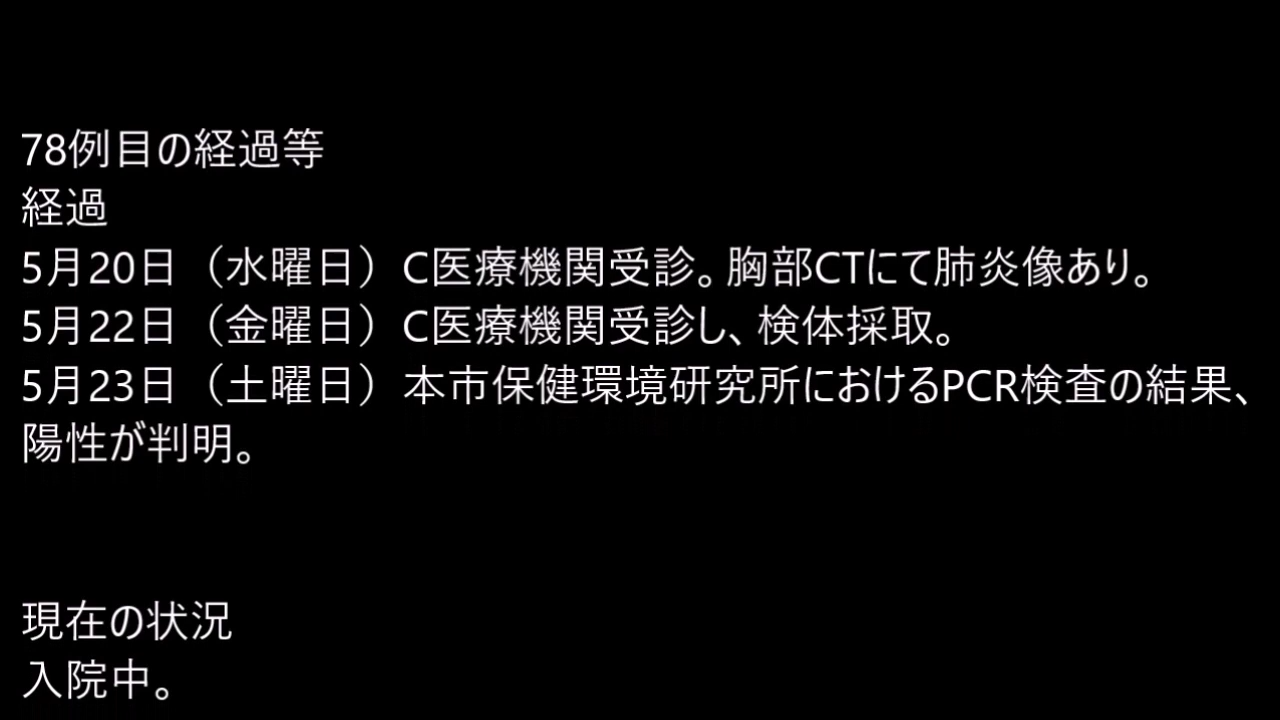 78例目の経過等
経過
5月20日（水曜日）C医療機関受診。胸部CTにて肺炎像あり。
5月22日（金曜日）C医療機関受診し、検体採取。
5月23日（土曜日）本市保健環境研究所におけるPCR検査の結果、
陽性が判明。
現在の状況
入院中。